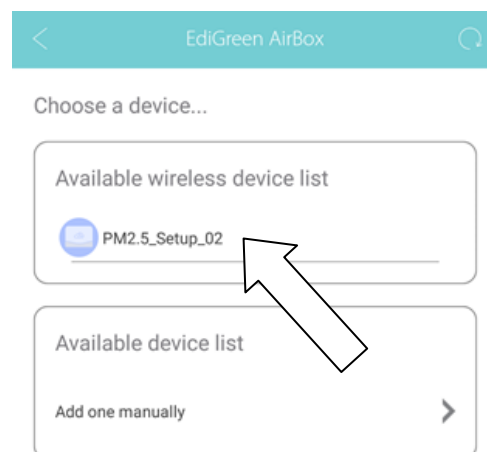 EdiGreen AirBox
Choose a device...
Available wireless device list
PM2.5_Setup_02
Available device list
Add one manually